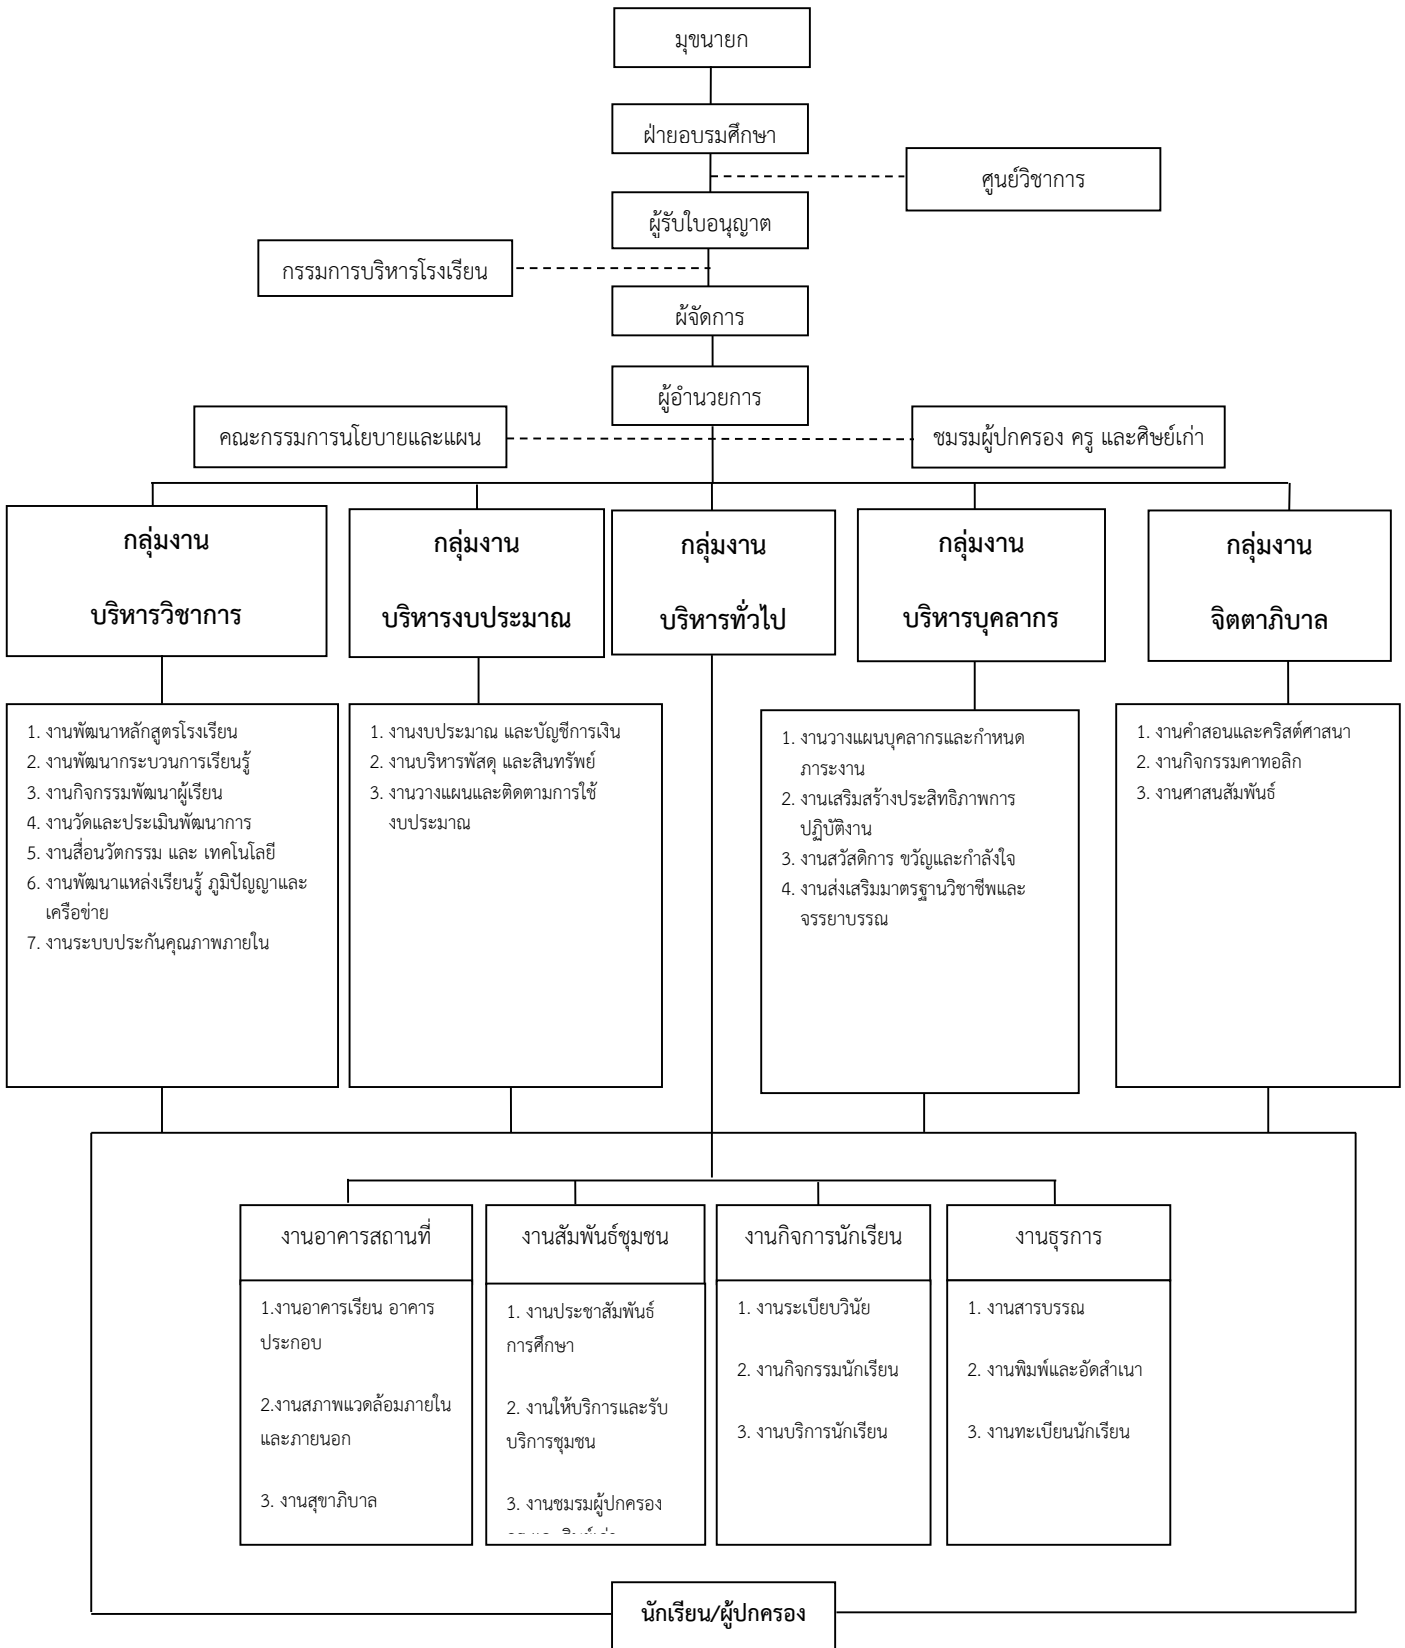 มุขนายก
ฝ่ายอบรมศึกษา
ศูนย์วิชาการ
ผู้รับใบอนุญาต
กรรมการบริหารโรงเรียน
ผ้จัดการ
ผู้อำนวยการ
คณะกรรมการนโยบายและแผน
ชมรมผู้ปกครอง ครู และศิษย์เก่า
กลุ่มงาน
บริหารวิชาการ
กลุ่มงาน
บริหารงบประมาณ
กลุ่มงาน
บริหารทั่วไป
กลุ่มงาน
บริหารบุคลากร
กลุ่มงาน
จิตตาภิบาล
1. งานพัฒนาหลักสูตรโรงเรียน
2. งานพัฒนากระบวนการเรียนรู้
3. งานกิจกรรมพัฒนาผู้เรียน
4. งานวัดและประเมินพัฒนาการ
5. งานสื่อนวัตกรรม และ เทคโนโลยี
6. งานพัฒนาแหล่งเรียนรู้ ภูมิปัญญาและ
เครือข่าย
7. งานระบบประกันคุณภาพภายใน
1. งานงบประมาณ และบัญชีการเงิน
2. งานบริหารพัสดุ และสินทรัพย์
3. งานวางแผนและติดตามการใช้
งบประมาณ
1. งานวางแผนบุคลากรและกำหนด
ภาระงาน
2. งานเสริมสร้างประสิทธิภาพการ
ปฏิบัติงาน
3. งานสวัสดิการ ขวัญและกำลังใจ
4. งานส่งเสริมมาตรฐานวิชาชีพและ
จรรยาบรรณ
1. งานคำสอนและคริสต์ศาสนา
2. งานกิจกรรมคาทอลิก
3. งานศาสนสัมพันธ์
งานอาคารสถานที่
1.งานอาคารเรียน อาคาร
ประกอบ
2.งานสภาพแวดล้อมภายใน
และภายนอก
3. งานสุขาภิบาล
งานสัมพันธ์ชุมชน
1. งานประชาสัมพันธ์
การศึกษา
2. งานให้บริการและรับ
บริการชุมชน
3. งานชมรมผู้ปกครอง
งานกิจการนักเรียน
1. งานระเบียบวินัย
2. งานกิจกรรมนักเรียน
3. งานบริการนักเรียน
งานธุรการ
1. งานสารบรรณ
2. งานพิมพ์และอัดสำเนา
3. งานทะเบียนนักเรียน
นักเรียน/ผู้ปกครอง